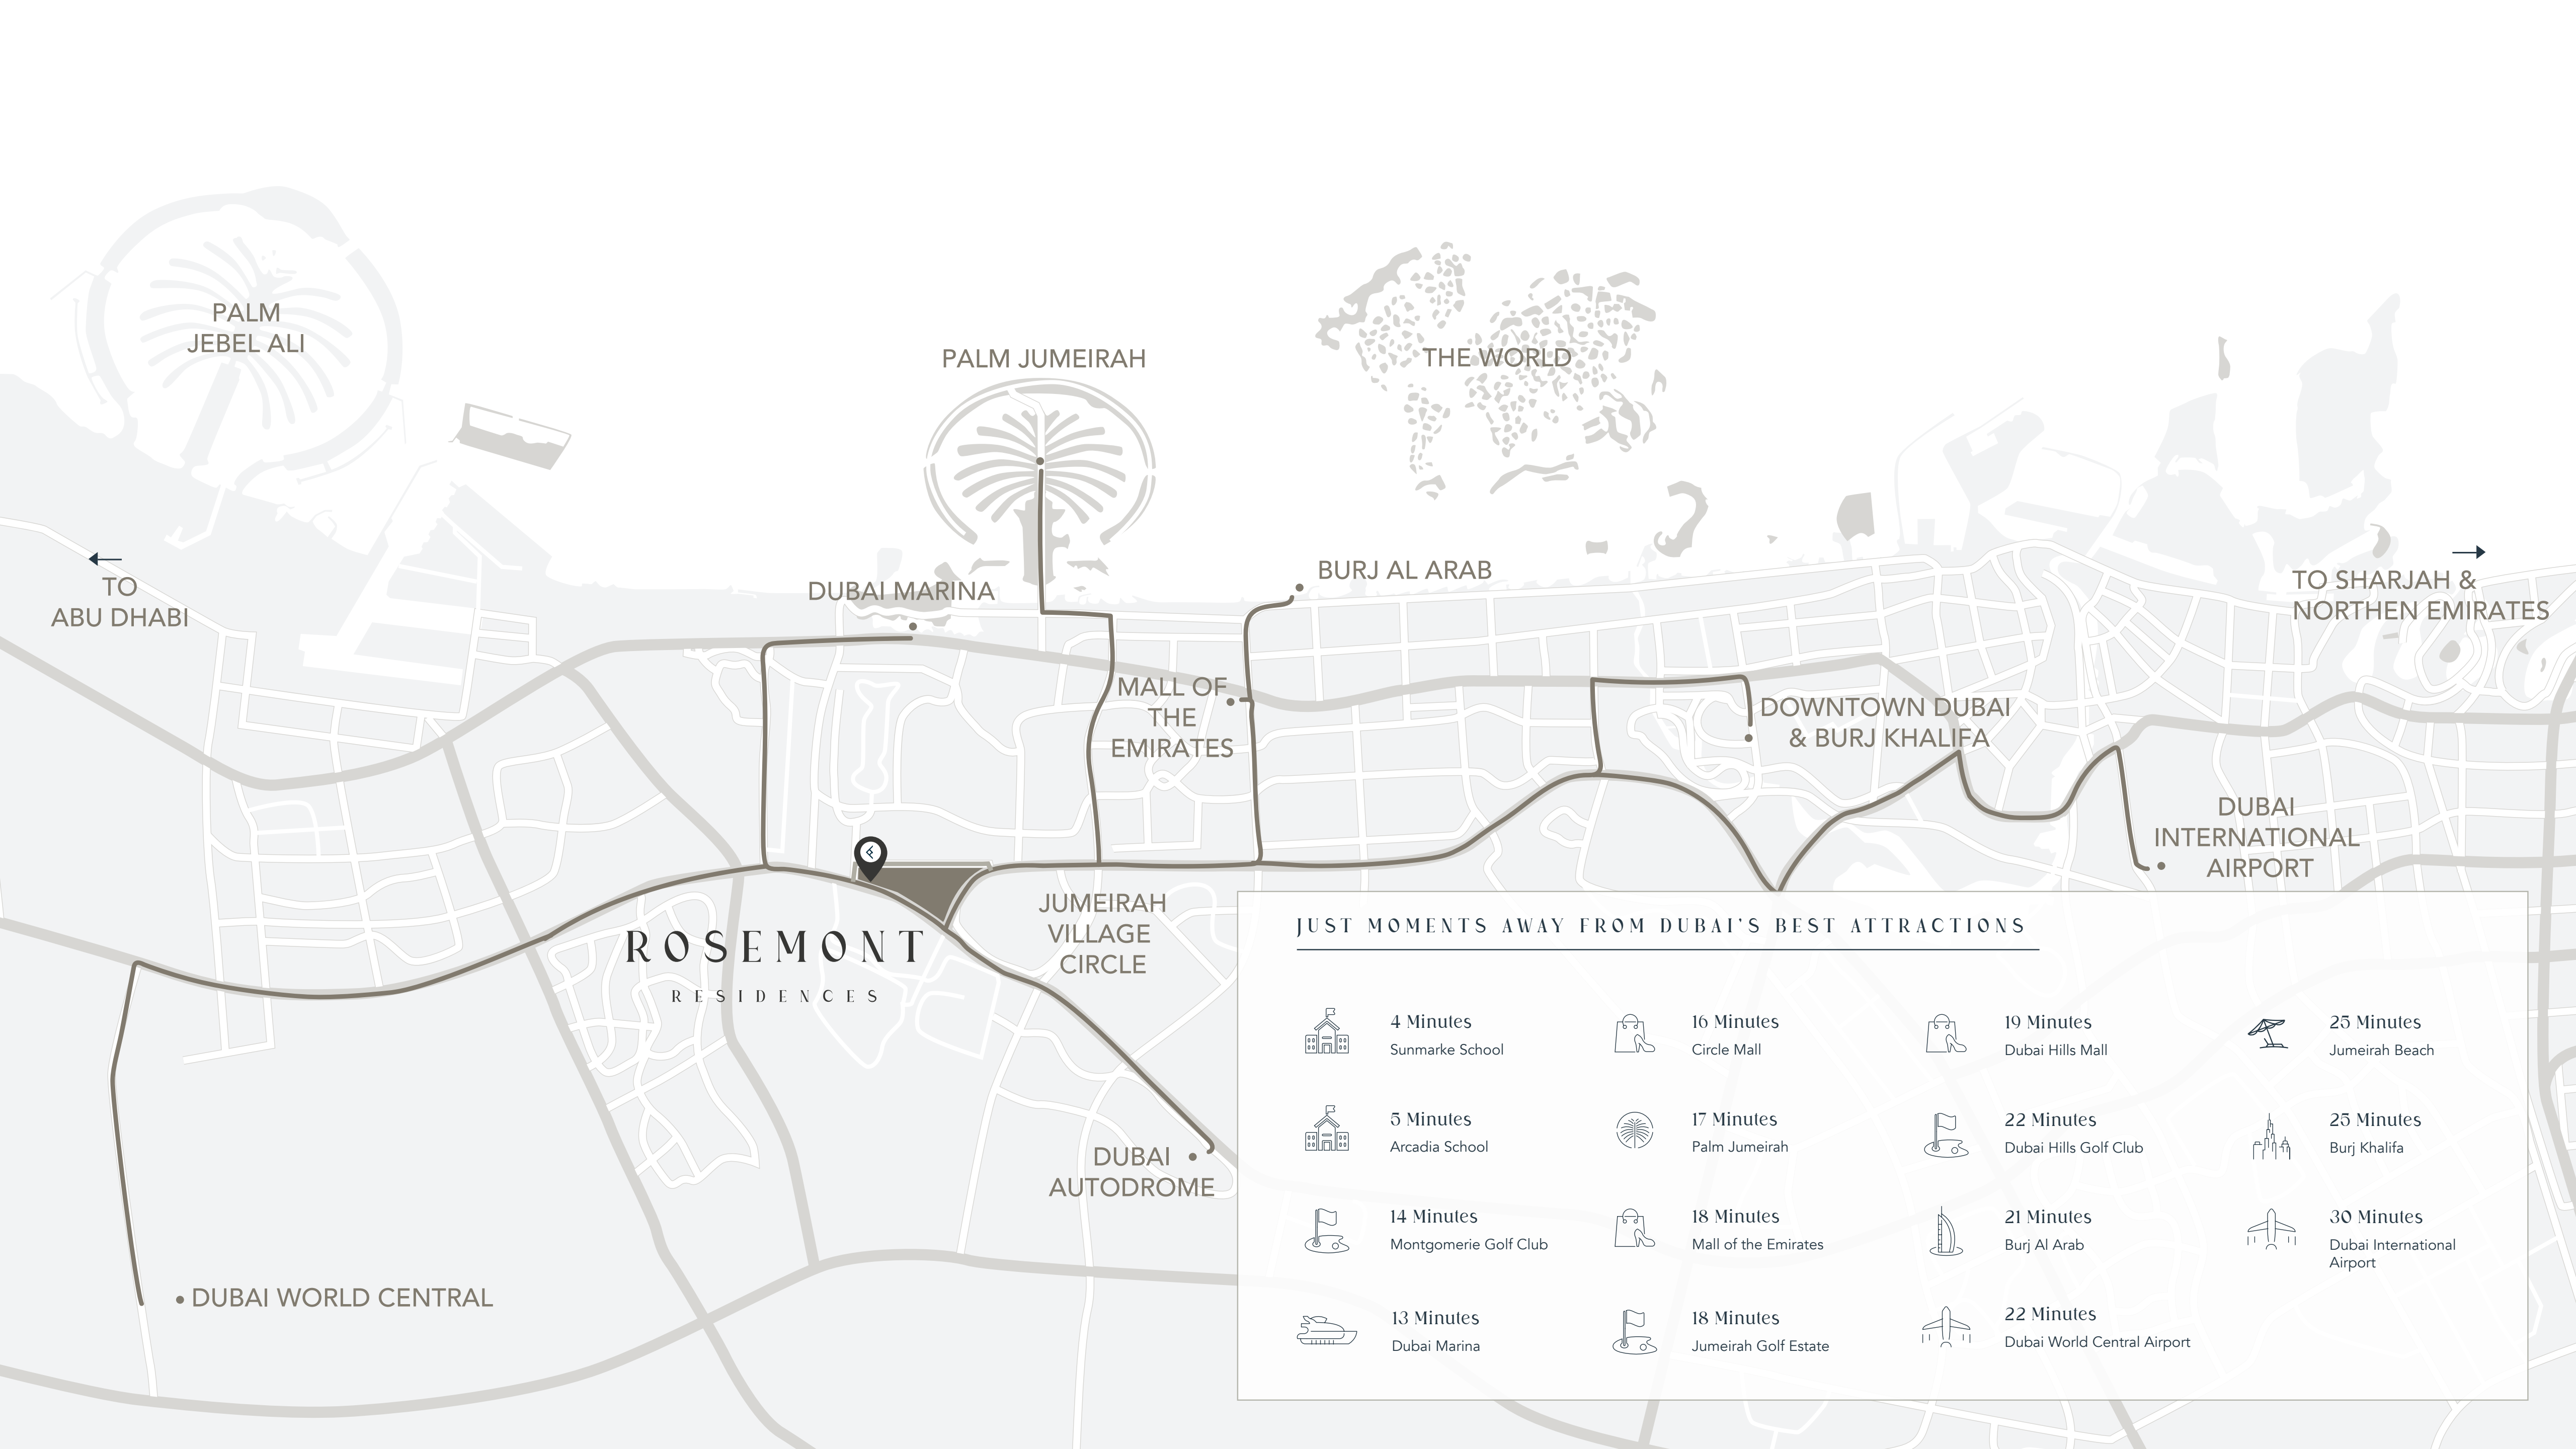 PALM
JEBEL ALI
PALM JUMEIRAH
THE WORLD
TO
ABU DHABI
DUBAI MARINA
BURJ AL ARAB
TO SHARJAH &
NORTHEN EMIRATES
MALL OF
THE
EMIRATES
DOWNTOWN DUBAI
& BURJ KHALIFA
DUBAI
INTERNATIONAL
AIRPORT
JUMEIRAH
VILLAGE
CIRCLE
ROSEMONT
RESIDENCES
DUBAI
AUTODROME
DUBAI WORLD CENTRAL
JUST MOMENTS AWAY FROM DUBAI'S BEST ATTRACTIONS
4 Minutes
Sunmarke School
5 Minutes
Arcadia School
14 Minutes
Montgomerie Golf Club
13 Minutes
Dubai Marina
16 Minutes
Circle Mall
17 Minutes
Palm Jumeirah
18 Minutes
Mall of the Emirates
18 Minutes
Jumeirah Golf Estate
19 Minutes
Dubai Hills Mall
22 Minutes
Dubai Hills Golf Club
21 Minutes
Burj Al Arab
22 Minutes
Dubai World Central Airport
25 Minutes
Jumeirah Beach
25 Minutes
Burj Khalifa
30 Minutes
Dubai International
Airport